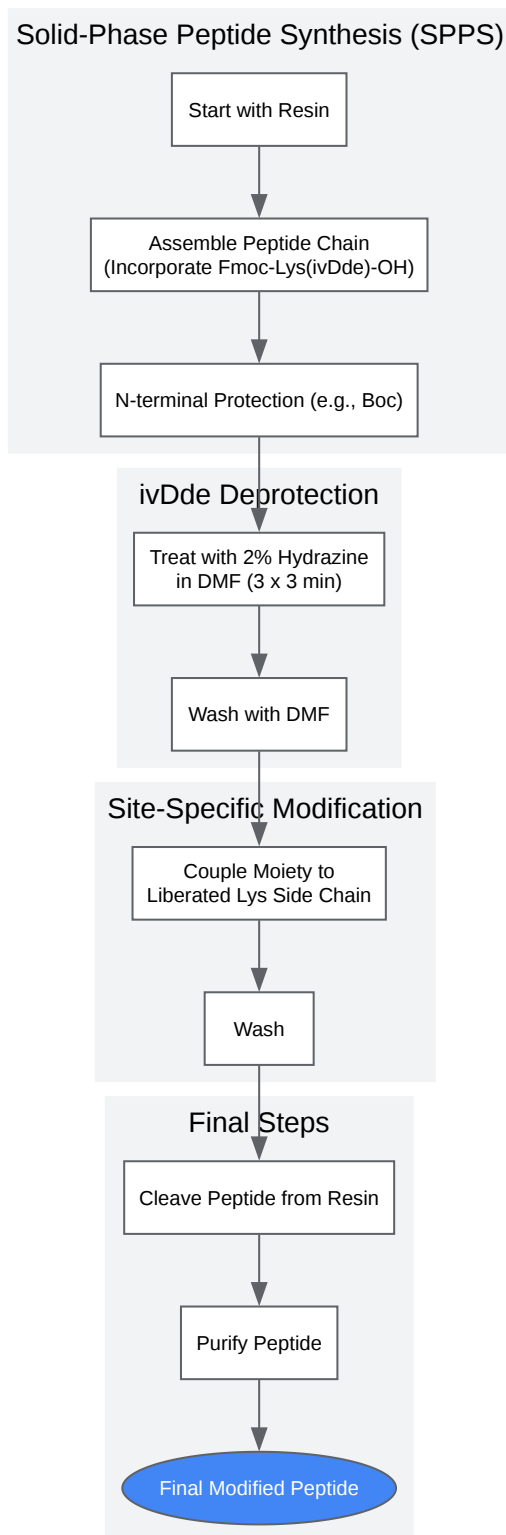 Solid-Phase Peptide Synthesis (SPPS)
Start with Resin
Assemble Peptide Chain
(Incorporate Fmoc-Lys(ivDde)-OH)
N-terminal Protection (e.g., Boc)
ivDde Deprotection
Treat with 2% Hydrazine
in DMF (3 x 3 min)
Wash with DMF
Site-Specific Modification
Couple Moiety to
Liberated Lys Side Chain
Wash
Final Steps
Cleave Peptide from Resin
Purify Peptide
Final Modified Peptide